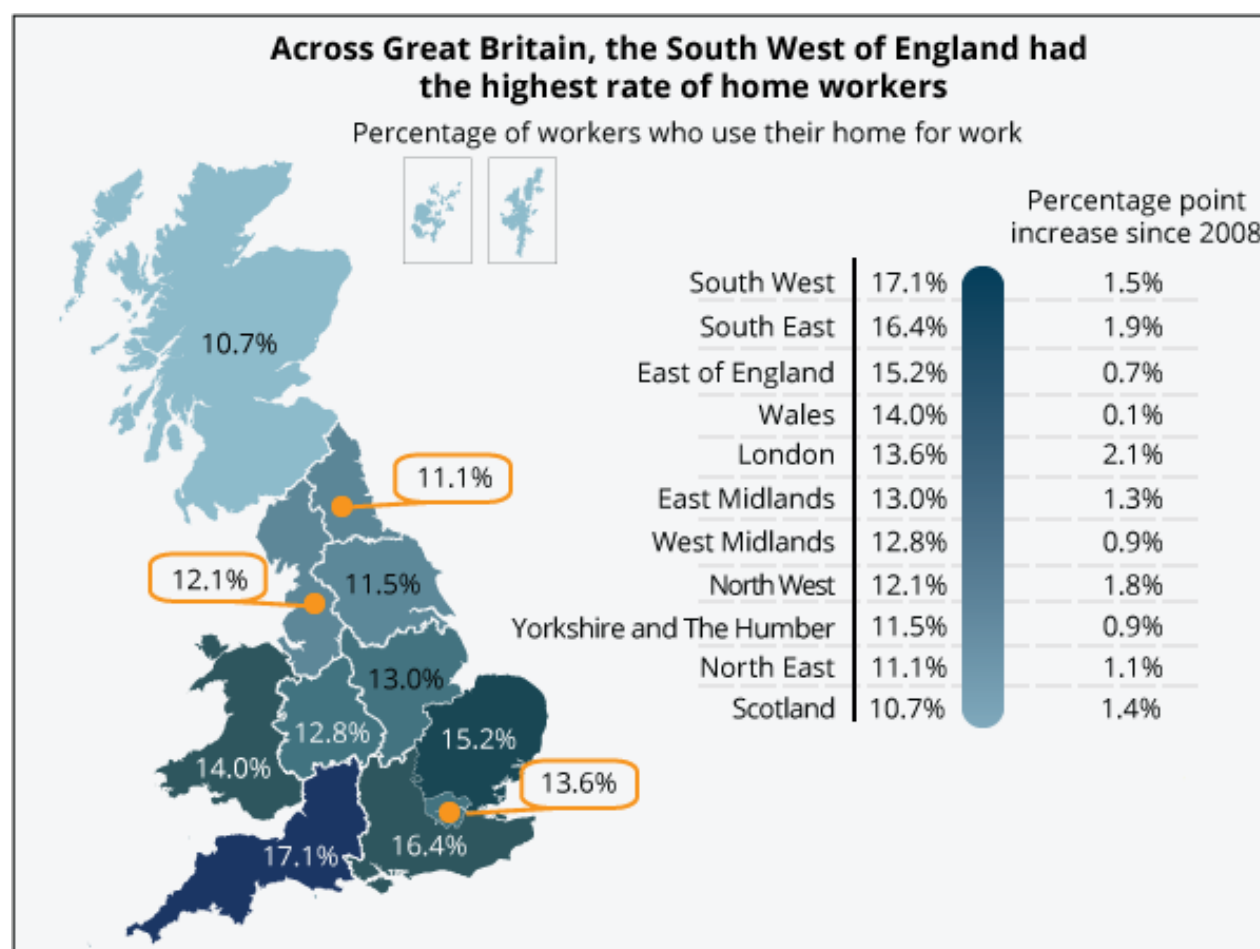 Across Great Britain, the South West of England had
the highest rate of home workers
Percentage of workers who use their home for work
Percentage point
increase since 2008
South West 17.1% 1.5%
South East 16.4% 1.9%
East of England 15.2% 0.7%
Wales 14.0% 0.1%
London 13.6% 2.1%
East Midlands 13.0% 1.3%
West Midlands 12.8% 0.9%
North West 12.1% 1.8%
Yorkshire and The Humber 11.5% 0.9%
North East 11.1% 1.1%
Scotland 10.7% 1.4%
10.7%
11.1%
12.1%
11.5%
13.0%
12.8%
15.2%
14.0%
13.6%
16.4%
17.1%